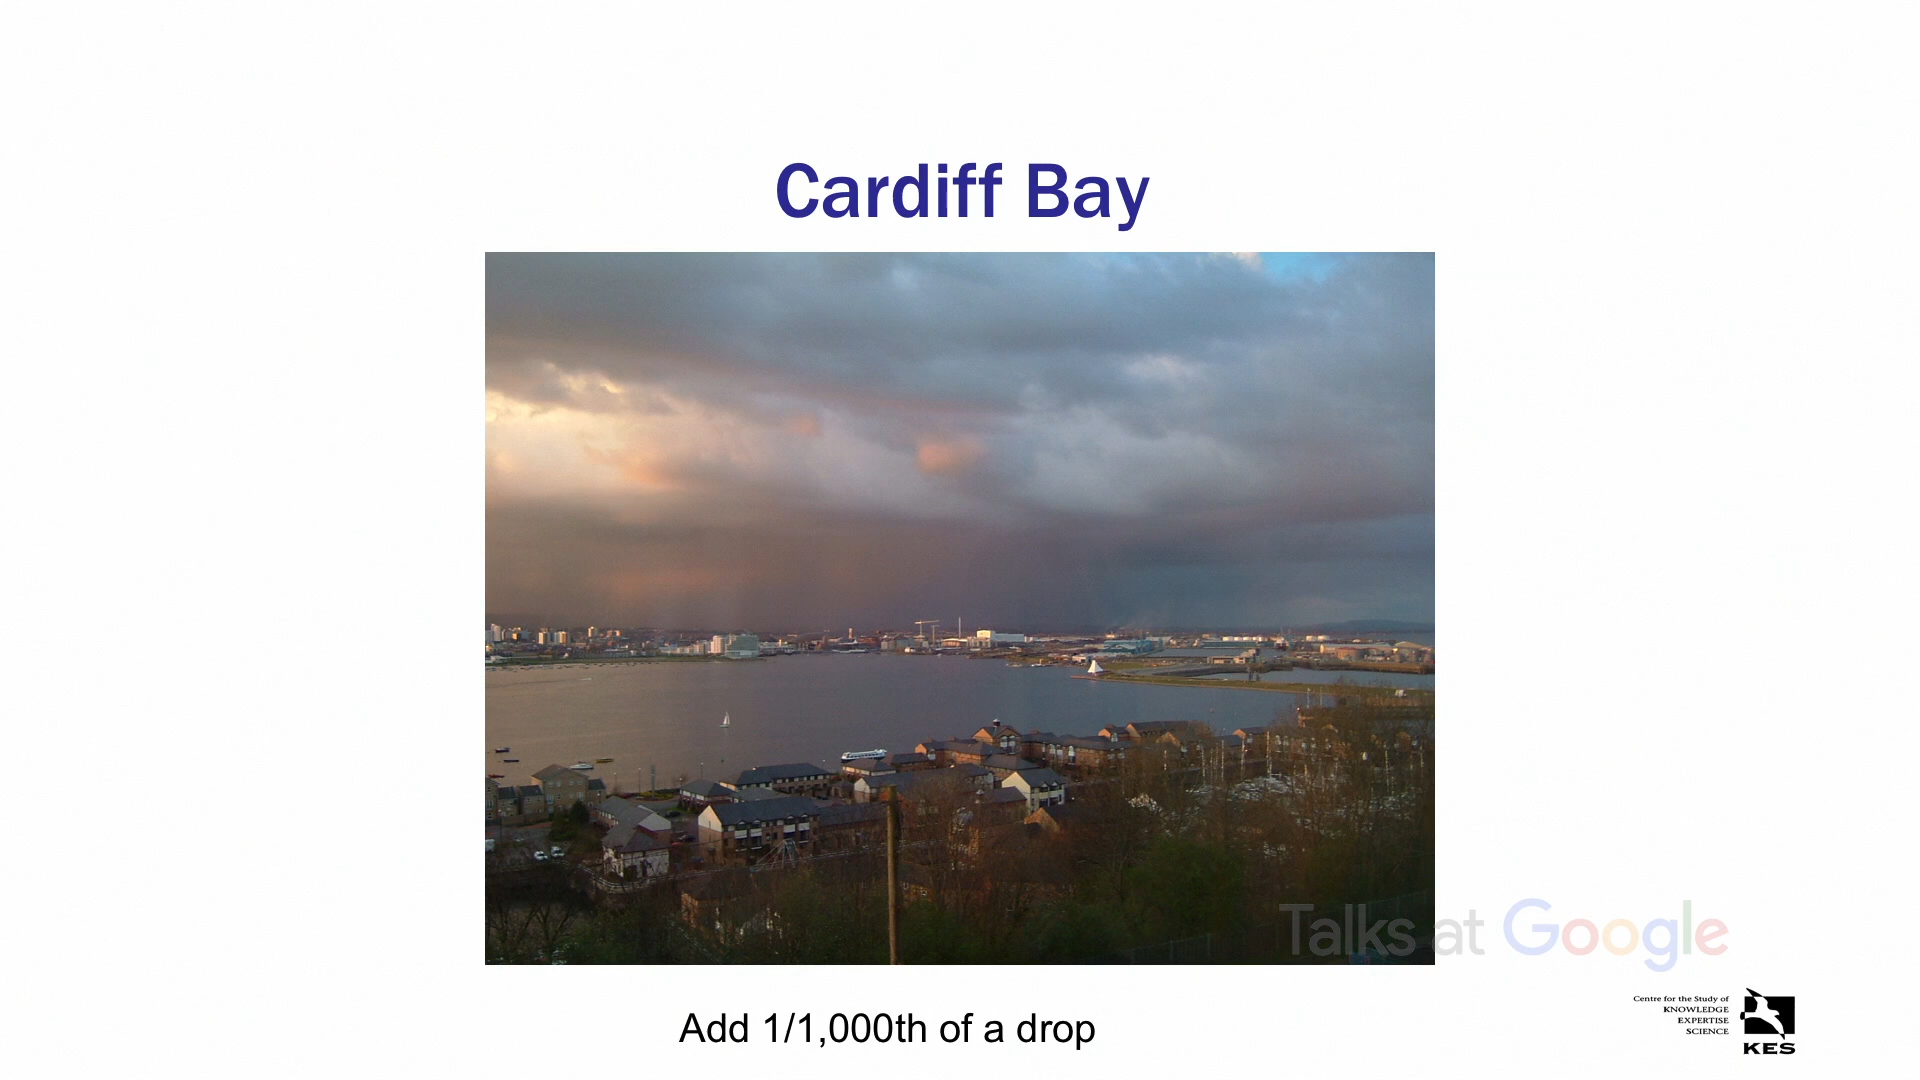 Cardiff Bay
Talks at Google
Centre for the Study of
KNOWLEDGE
EXPERTISE
SCIENCE
KES
Add 1/1,000th of a drop